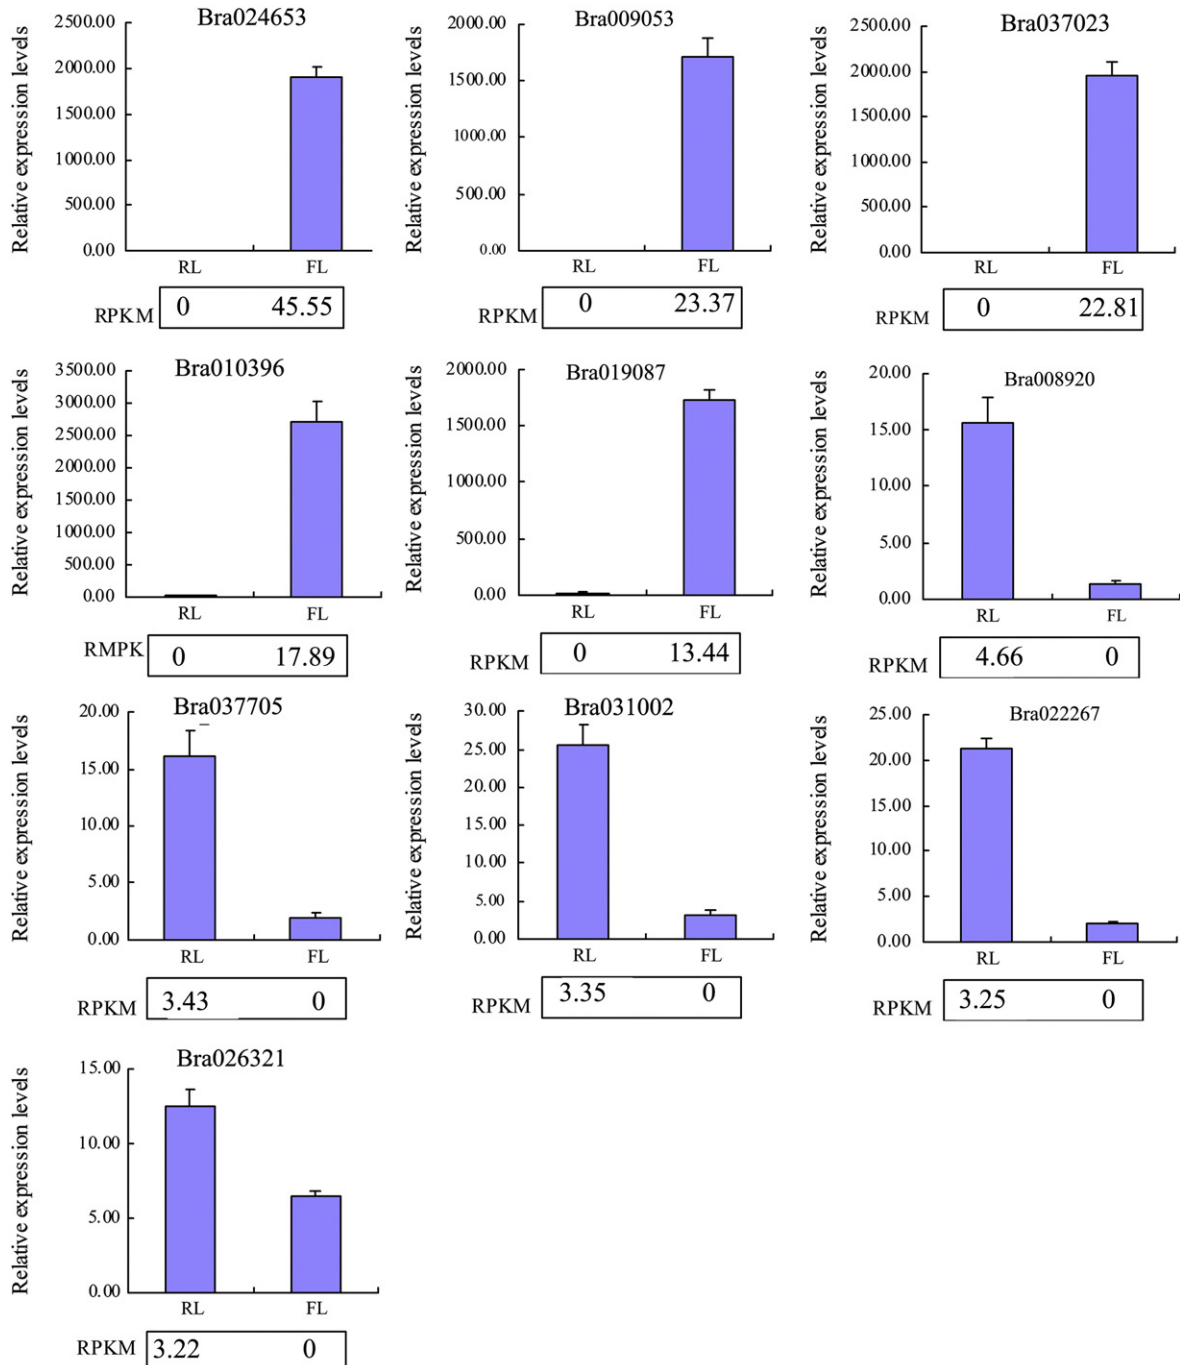 Bra024653
Relative expression levels
2500.00
2000.00
1500.00
1000.00
500.00
0.00
RL FL
RPKM 0 45.55
Bra009053
Relative expression levels
2000.00
1500.00
1000.00
500.00
0.00
RL FL
RPKM 0 23.37
Bra037023
Relative expression levels
2500.00
2000.00
1500.00
1000.00
500.00
0.00
RL FL
RPKM 0 22.81
Bra010396
Relative expression levels
3500.00
3000.00
2500.00
2000.00
1500.00
1000.00
500.00
0.00
RL FL
RMPK 0 17.89
Bra019087
Relative expression levels
2000.00
1500.00
1000.00
500.00
0.00
RL FL
RPKM 0 13.44
Bra008920
Relative expression levels
20.00
15.00
10.00
5.00
0.00
RL FL
RPKM 4.66 0
Bra037705
Relative expression levels
20.00
15.00
10.00
5.00
0.00
RL FL
RPKM 3.43 0
Bra031002
Relative expression levels
30.00
25.00
20.00
15.00
10.00
5.00
0.00
RL FL
RPKM 3.35 0
Bra022267
Relative expression levels
25.00
20.00
15.00
10.00
5.00
0.00
RL FL
RPKM 3.25 0
Bra026321
Relative expression levels
15.00
10.00
5.00
0.00
RL FL
RPKM 3.22 0